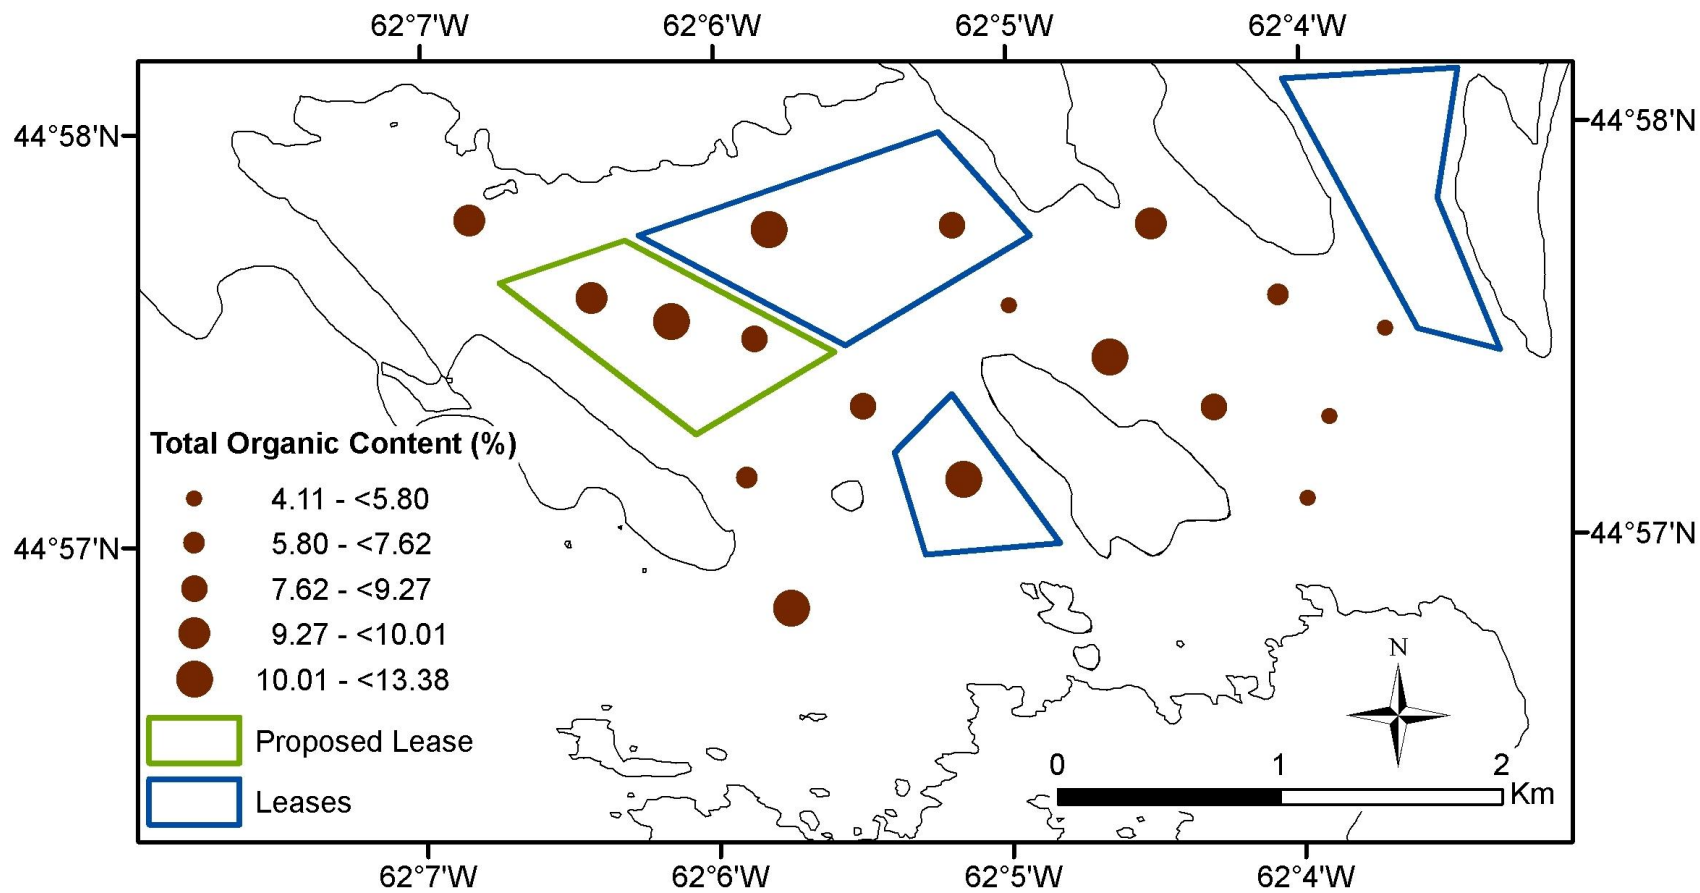 62°7'W 62°6'W 62°5'W 62°4'W
44°58'N 44°58'N
Total Organic Content (%)
4.11 - <5.80
5.80 - <7.62
44°57'N 44°57'N
7.62 - <9.27
9.27 - <10.01
10.01 - <13.38
Proposed Lease
Leases
N
0 1 2
Km
62°7'W 62°6'W 62°5'W 62°4'W